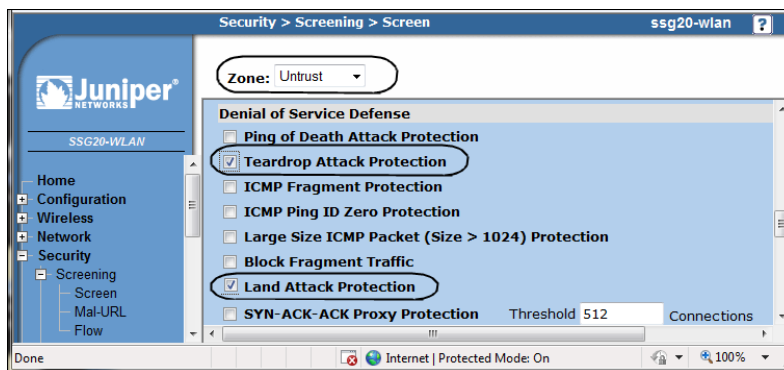 Security > Screening > Screen
ssg20-wlan
?
Juniper®
NETWORKS
SSG20-WLAN
Home
Configuration
Wireless
Network
Security
Screening
Screen
Mal-URL
Flow
Zone: Untrust
Denial of Service Defense
Ping of Death Attack Protection
Teardrop Attack Protection
ICMP Fragment Protection
ICMP Ping ID Zero Protection
Large Size ICMP Packet (Size > 1024) Protection
Block Fragment Traffic
Land Attack Protection
SYN-ACK-ACK Proxy Protection Threshold 512 Connections
Done
Internet | Protected Mode: On
100%